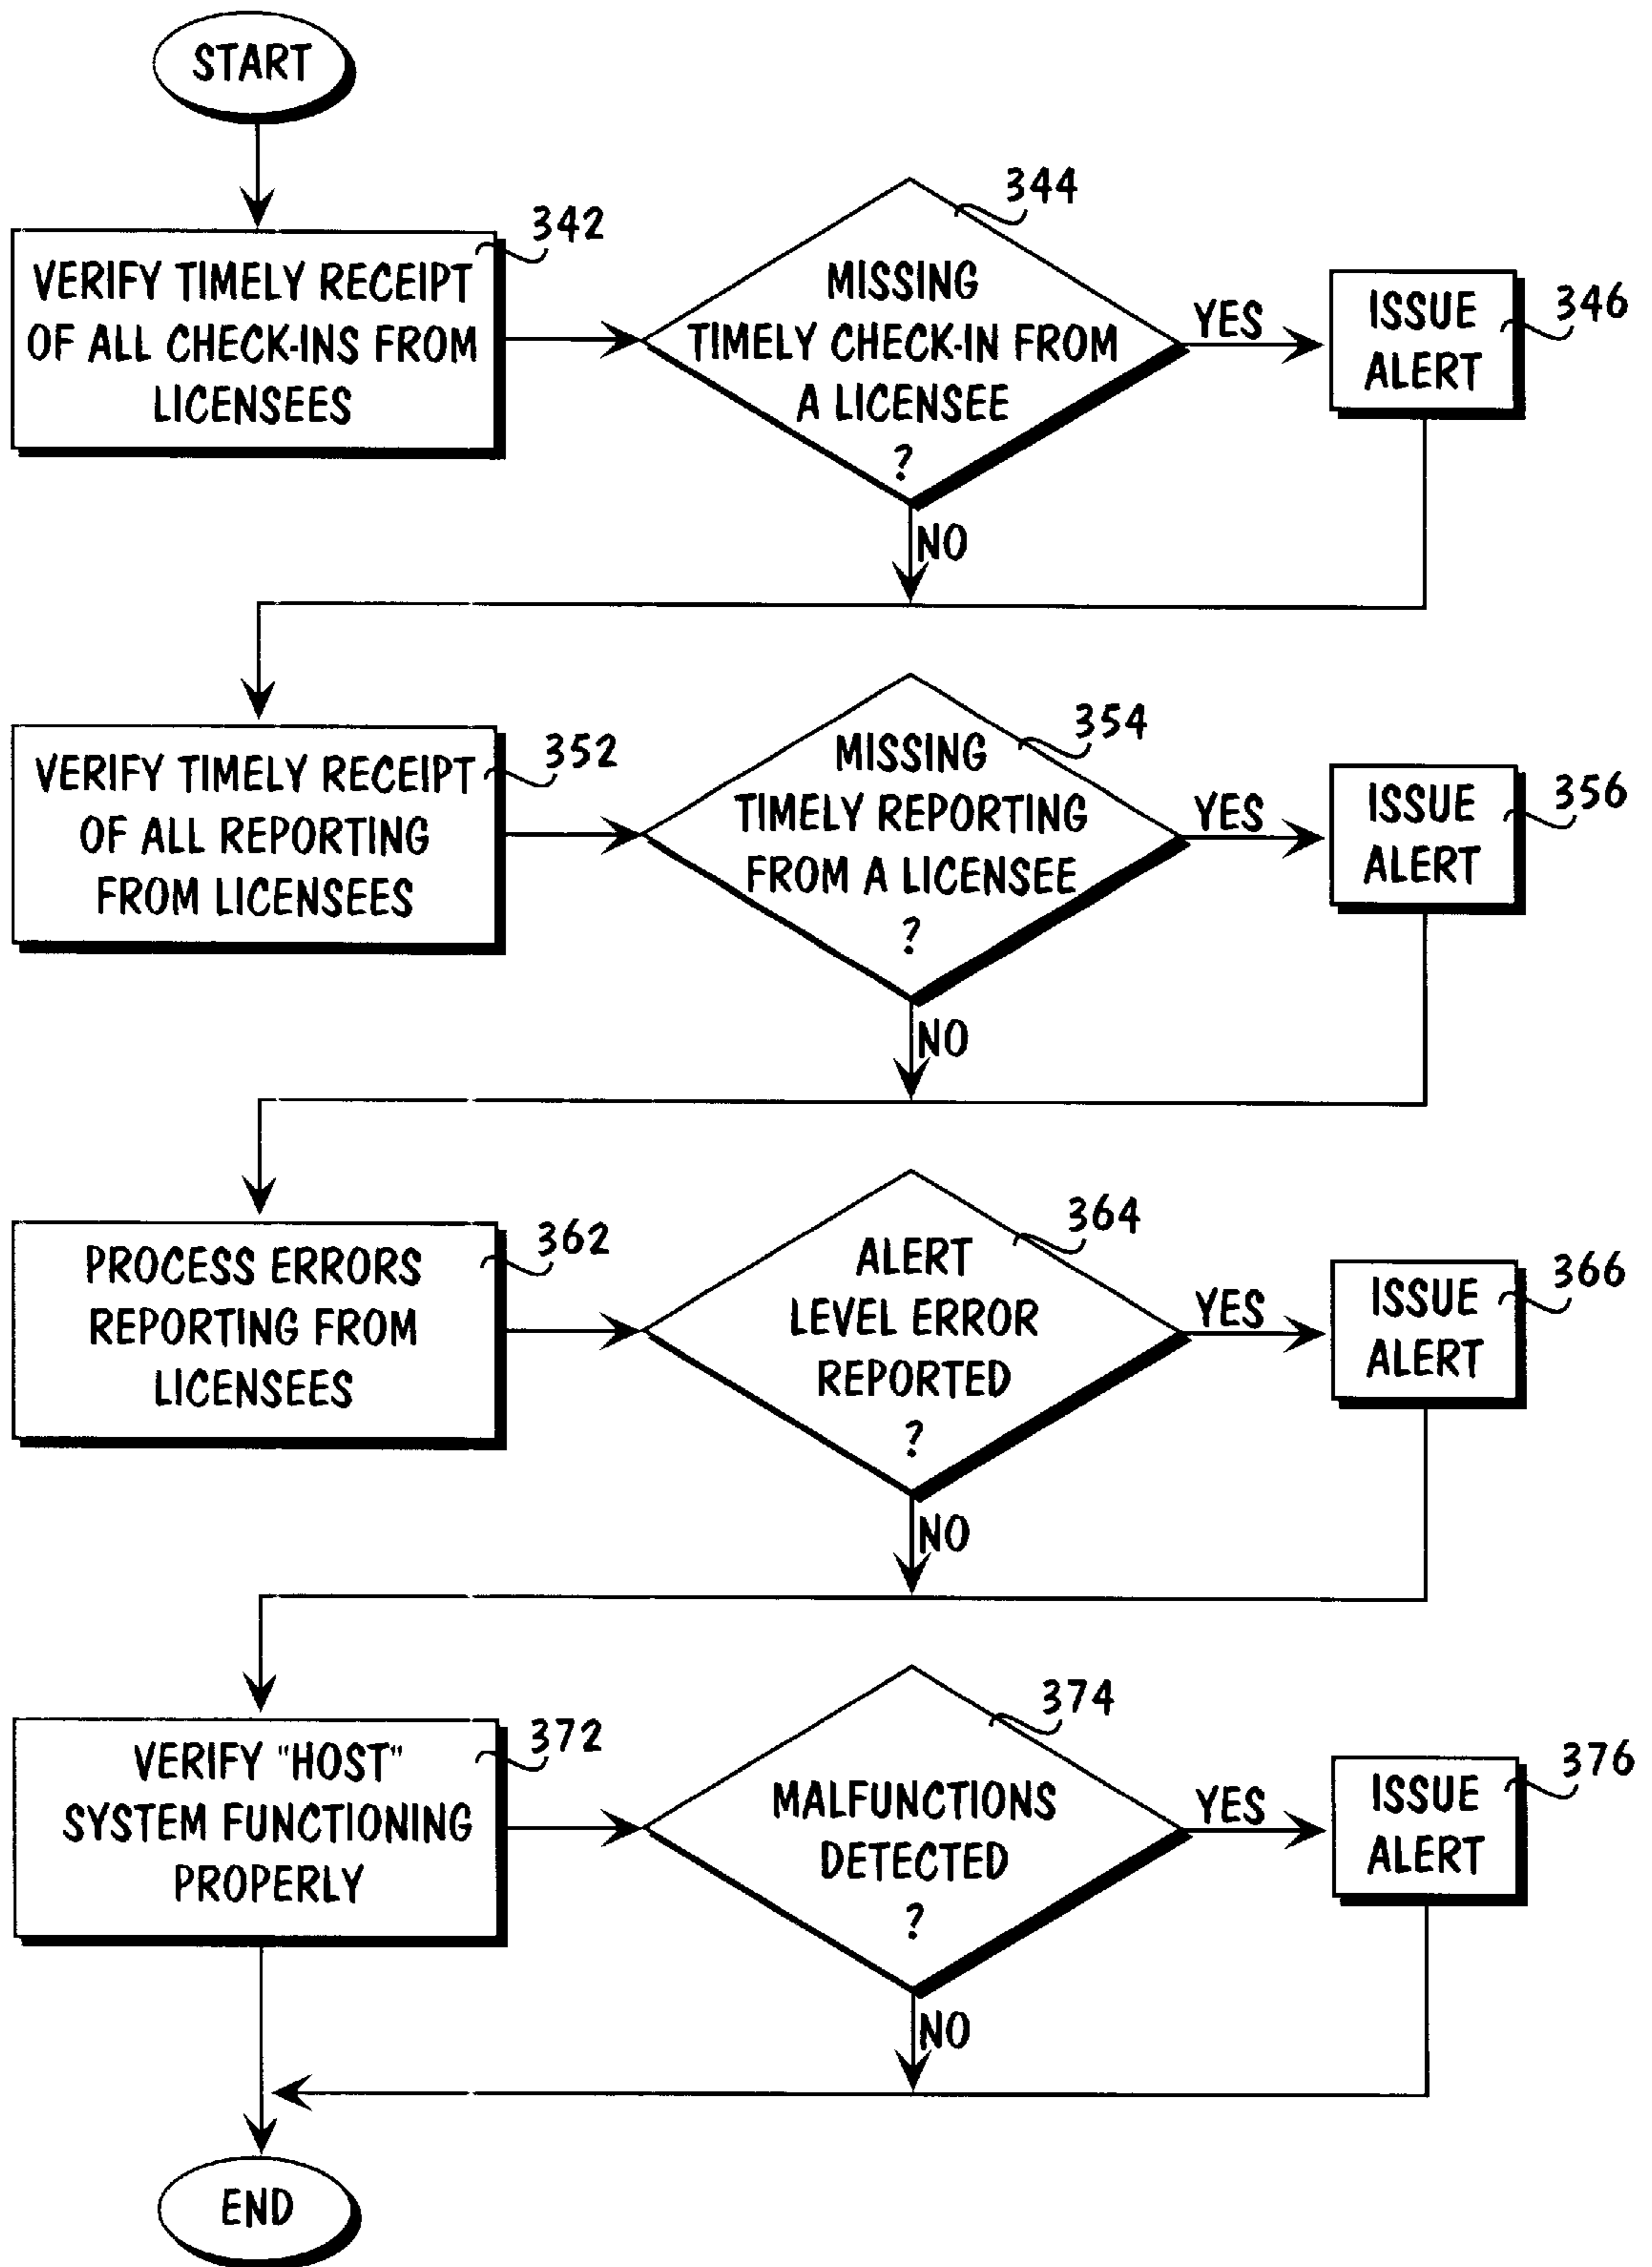 START
342
VERIFY TIMELY RECEIPT
OF ALL CHECK-INS FROM
LICENSEES
344
MISSING
TIMELY CHECK-IN FROM
A LICENSEE
?
YES
NO
346
ISSUE
ALERT
352
VERIFY TIMELY RECEIPT
OF ALL REPORTING
FROM LICENSEES
354
MISSING
TIMELY REPORTING
FROM A LICENSEE
?
YES
NO
356
ISSUE
ALERT
362
PROCESS ERRORS
REPORTING FROM
LICENSEES
364
ALERT
LEVEL ERROR
REPORTED
?
YES
NO
366
ISSUE
ALERT
372
VERIFY "HOST"
SYSTEM FUNCTIONING
PROPERLY
374
MALFUNCTIONS
DETECTED
?
YES
NO
376
ISSUE
ALERT
END